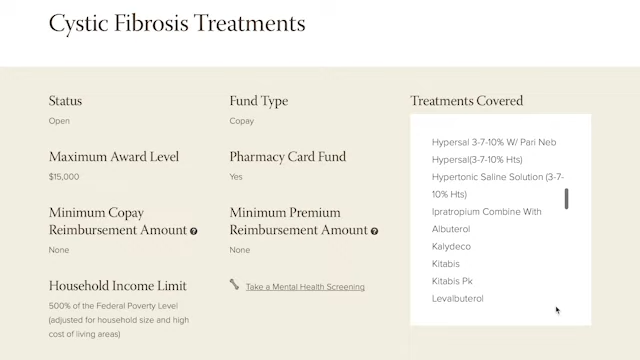 Cystic Fibrosis Treatments
Status
Open
Fund Type
Copay
Maximum Award Level
$15,000
Pharmacy Card Fund
Yes
Minimum Copay
Reimbursement Amount ?
None
Minimum Premium
Reimbursement Amount ?
None
Household Income Limit
500% of the Federal Poverty Level
(adjusted for household size and high
cost of living areas)
Take a Mental Health Screening
Treatments Covered
Hypersal 3-7-10% W/ Pari Neb
Hypersal(3-7-10% Hts)
Hypertonic Saline Solution (3-7-
10% Hts)
Ipratropium Combine With
Albuterol
Kalydeco
Kitabis
Kitabis Pk
Levalbuterol